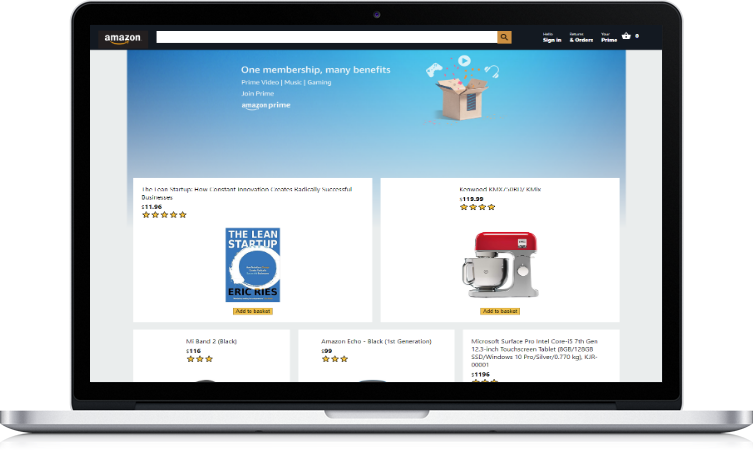 amazon
Hello
Sign in
Returns
& Orders
Your
Prime
0
One membership, many benefits
Prime Video | Music | Gaming
Join Prime
amazon prime
The Lean Startup: How Constant Innovation Creates Radically Successful
Businesses
$11.96
THE LEAN
STARTUP
ERIC RIES
Add to basket
Kenwood KMX750RD/ KMix
$119.99
Add to basket
Mi Band 2 (Black)
$116
Amazon Echo – Black (1st Generation)
$99
Microsoft Surface Pro Intel Core-i5 7th Gen
12.3-inch Touchscreen Tablet (8GB/128GB
SSD/Windows 10 Pro/Silver/0.770 kg), KJR-
00001
$1196